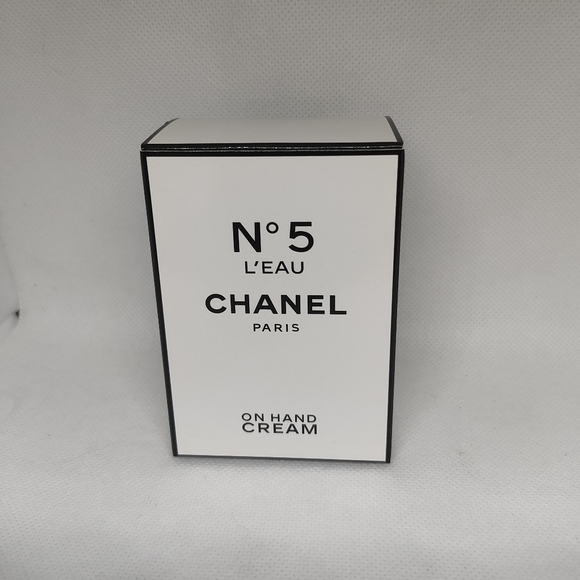 N° 5
L'EAU
CHANEL
PARIS
ON HAND
CREAM